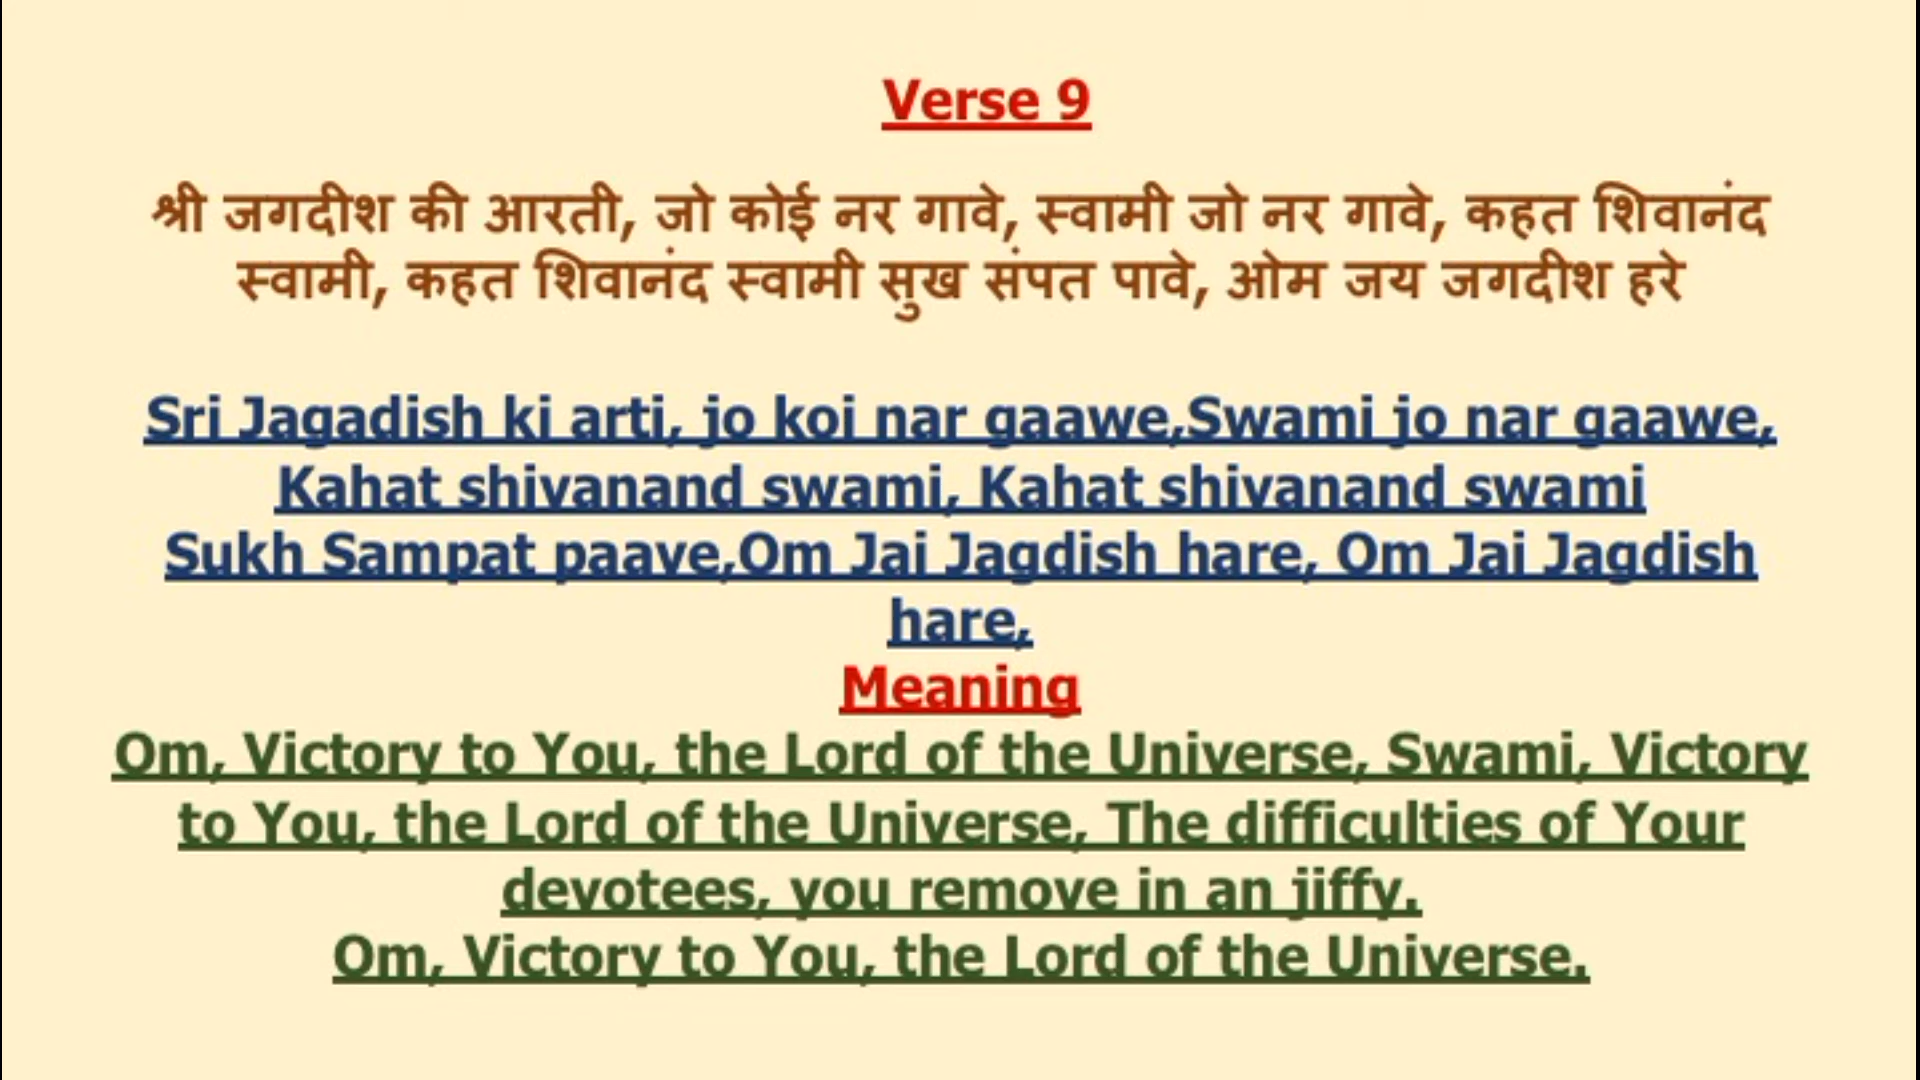 Verse 9
श्री जगदीश की आरती, जो कोई नर गावे, स्वामी जो नर गावे, कहत शिवानंद
स्वामी, कहत शिवानंद स्वामी सुख संपत पावे, ओम जय जगदीश हरे
Sri Jagadish ki arti, jo koi nar gaawe,Swami jo nar gaawe,
Kahat shivanand swami, Kahat shivanand swami
Sukh Sampat paave,Om Jai Jagdish hare, Om Jai Jagdish
hare,
Meaning
Om, Victory to You, the Lord of the Universe, Swami, Victory
to You, the Lord of the Universe, The difficulties of Your
devotees, you remove in an jiffy.
Om, Victory to You, the Lord of the Universe.